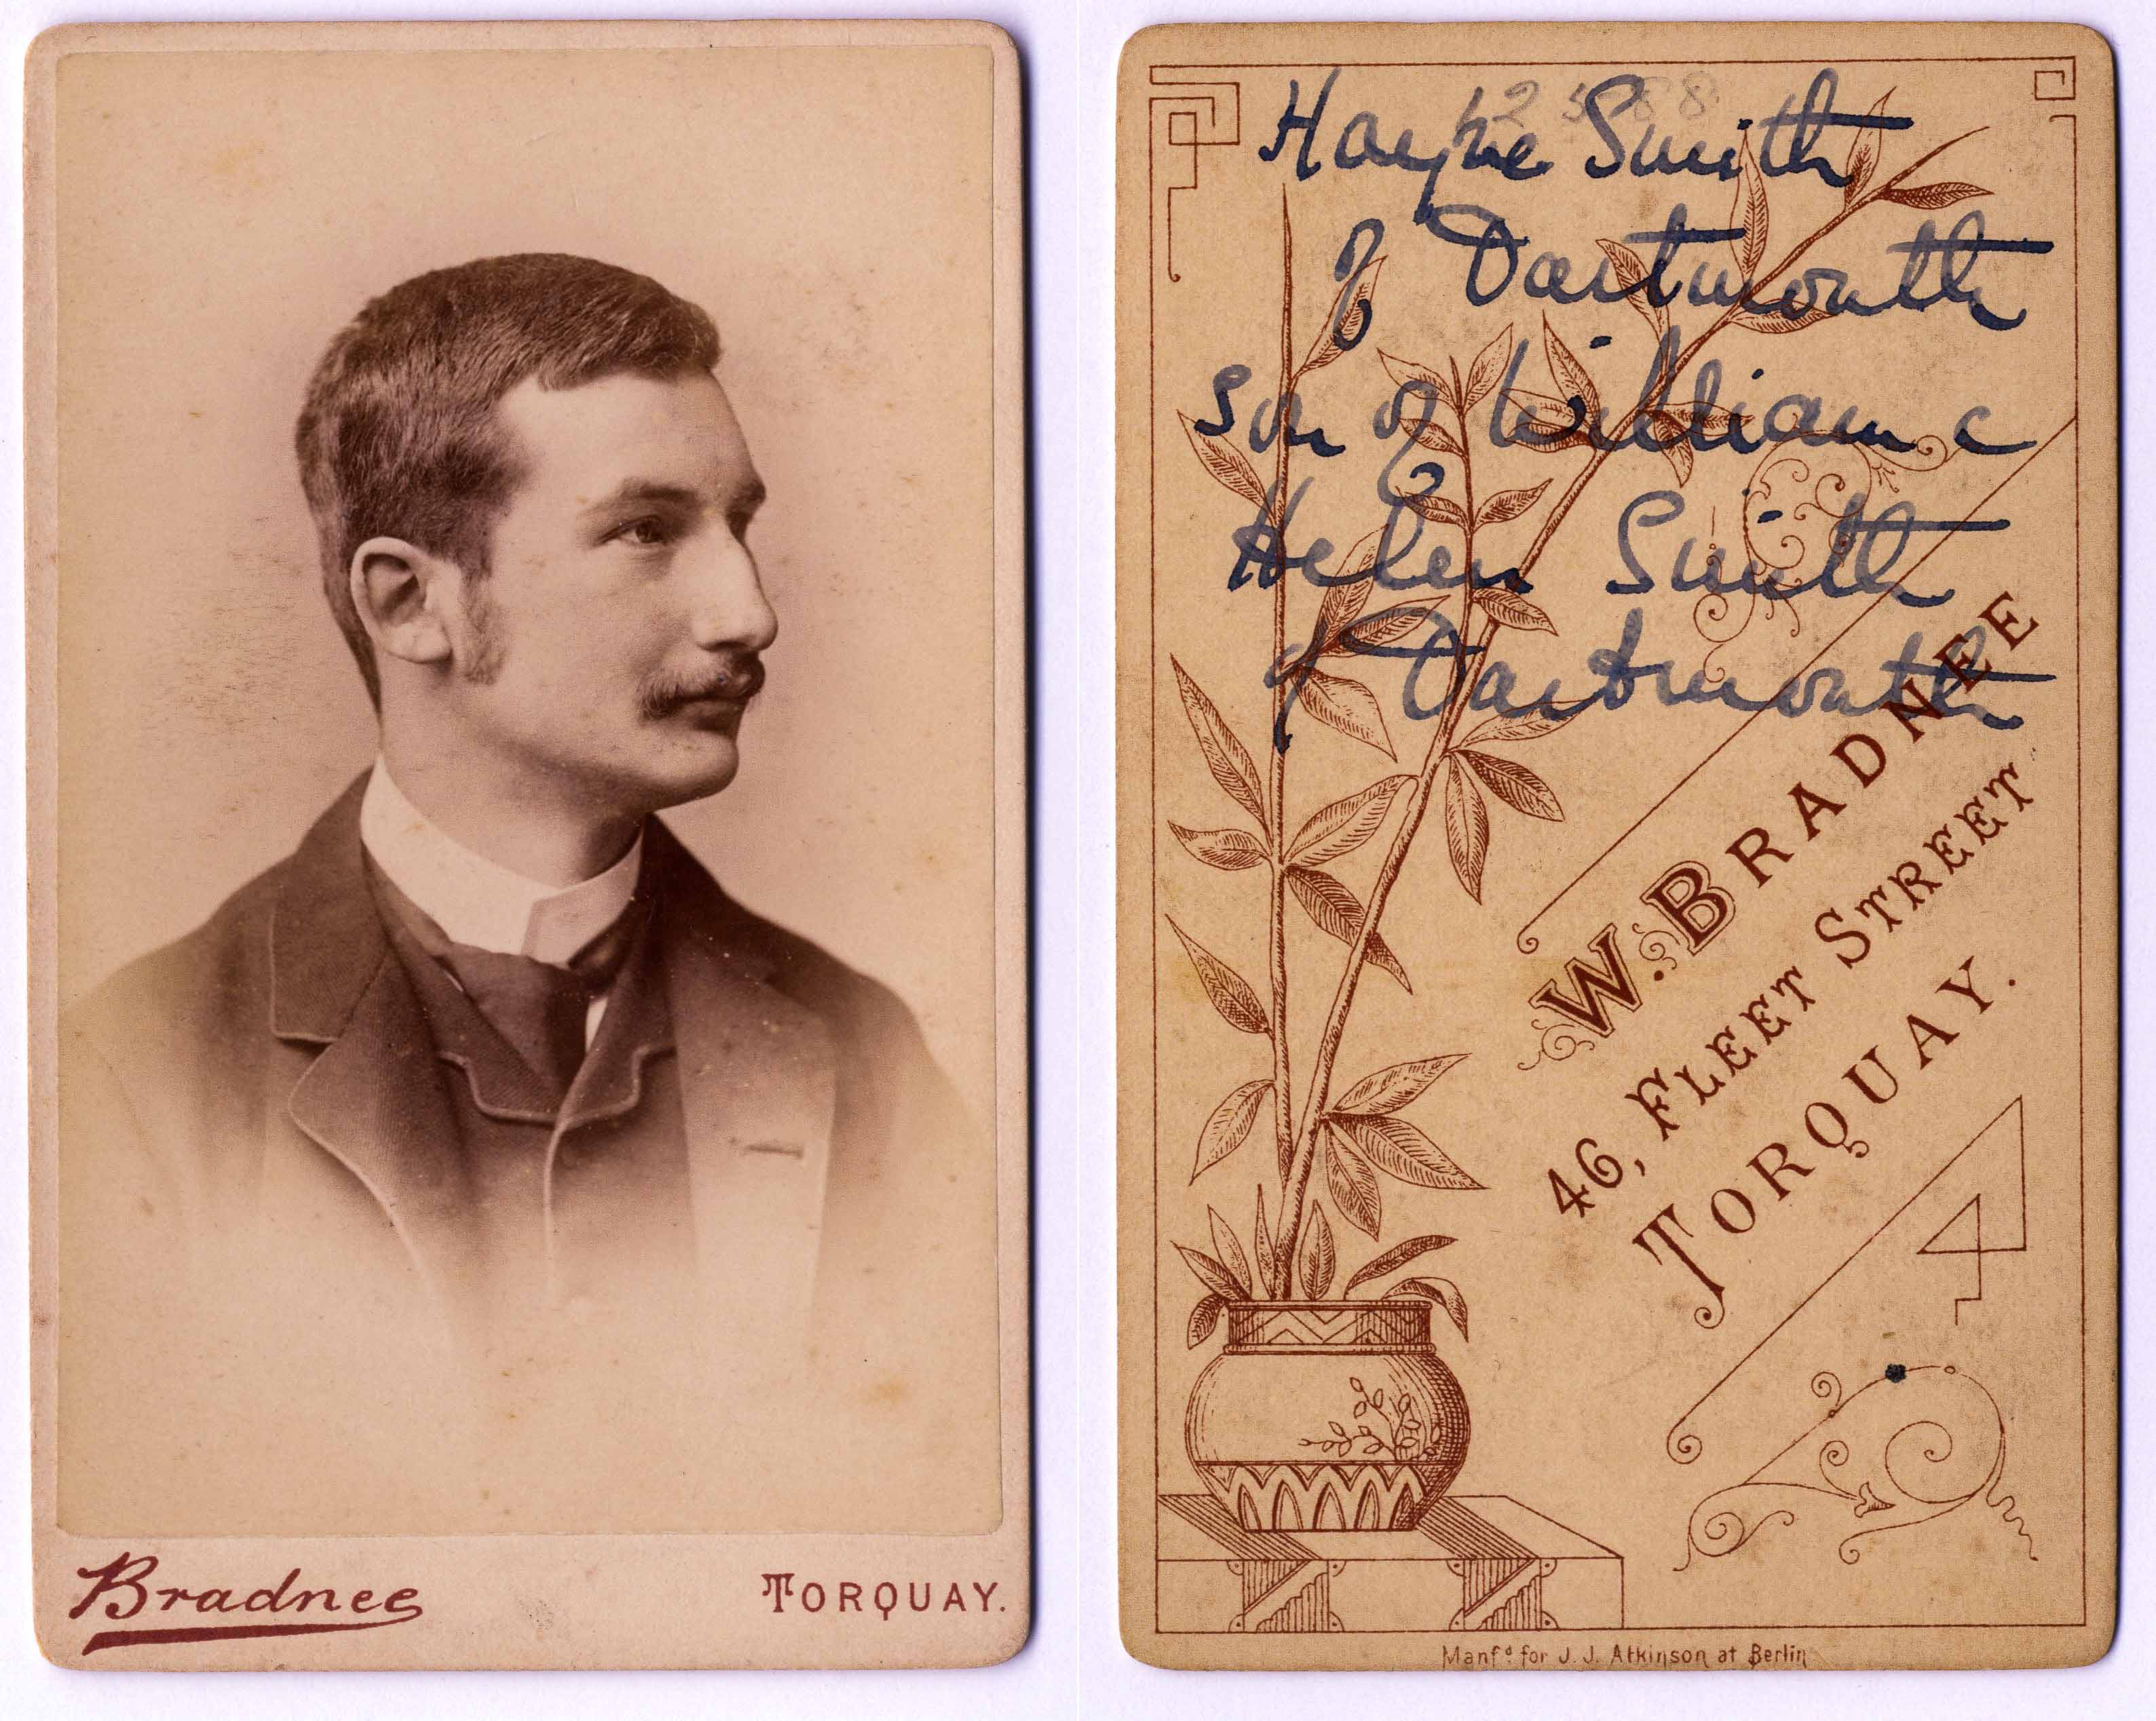 Bradnee
TORQUAY.
Hayne Smith
of Dartmouth
Son of William &
Helen Smith
of Dartmouth
W. BRADNEE
46, FLEET STREET
TORQUAY.
Manfd. for J. J. Atkinson at Berlin